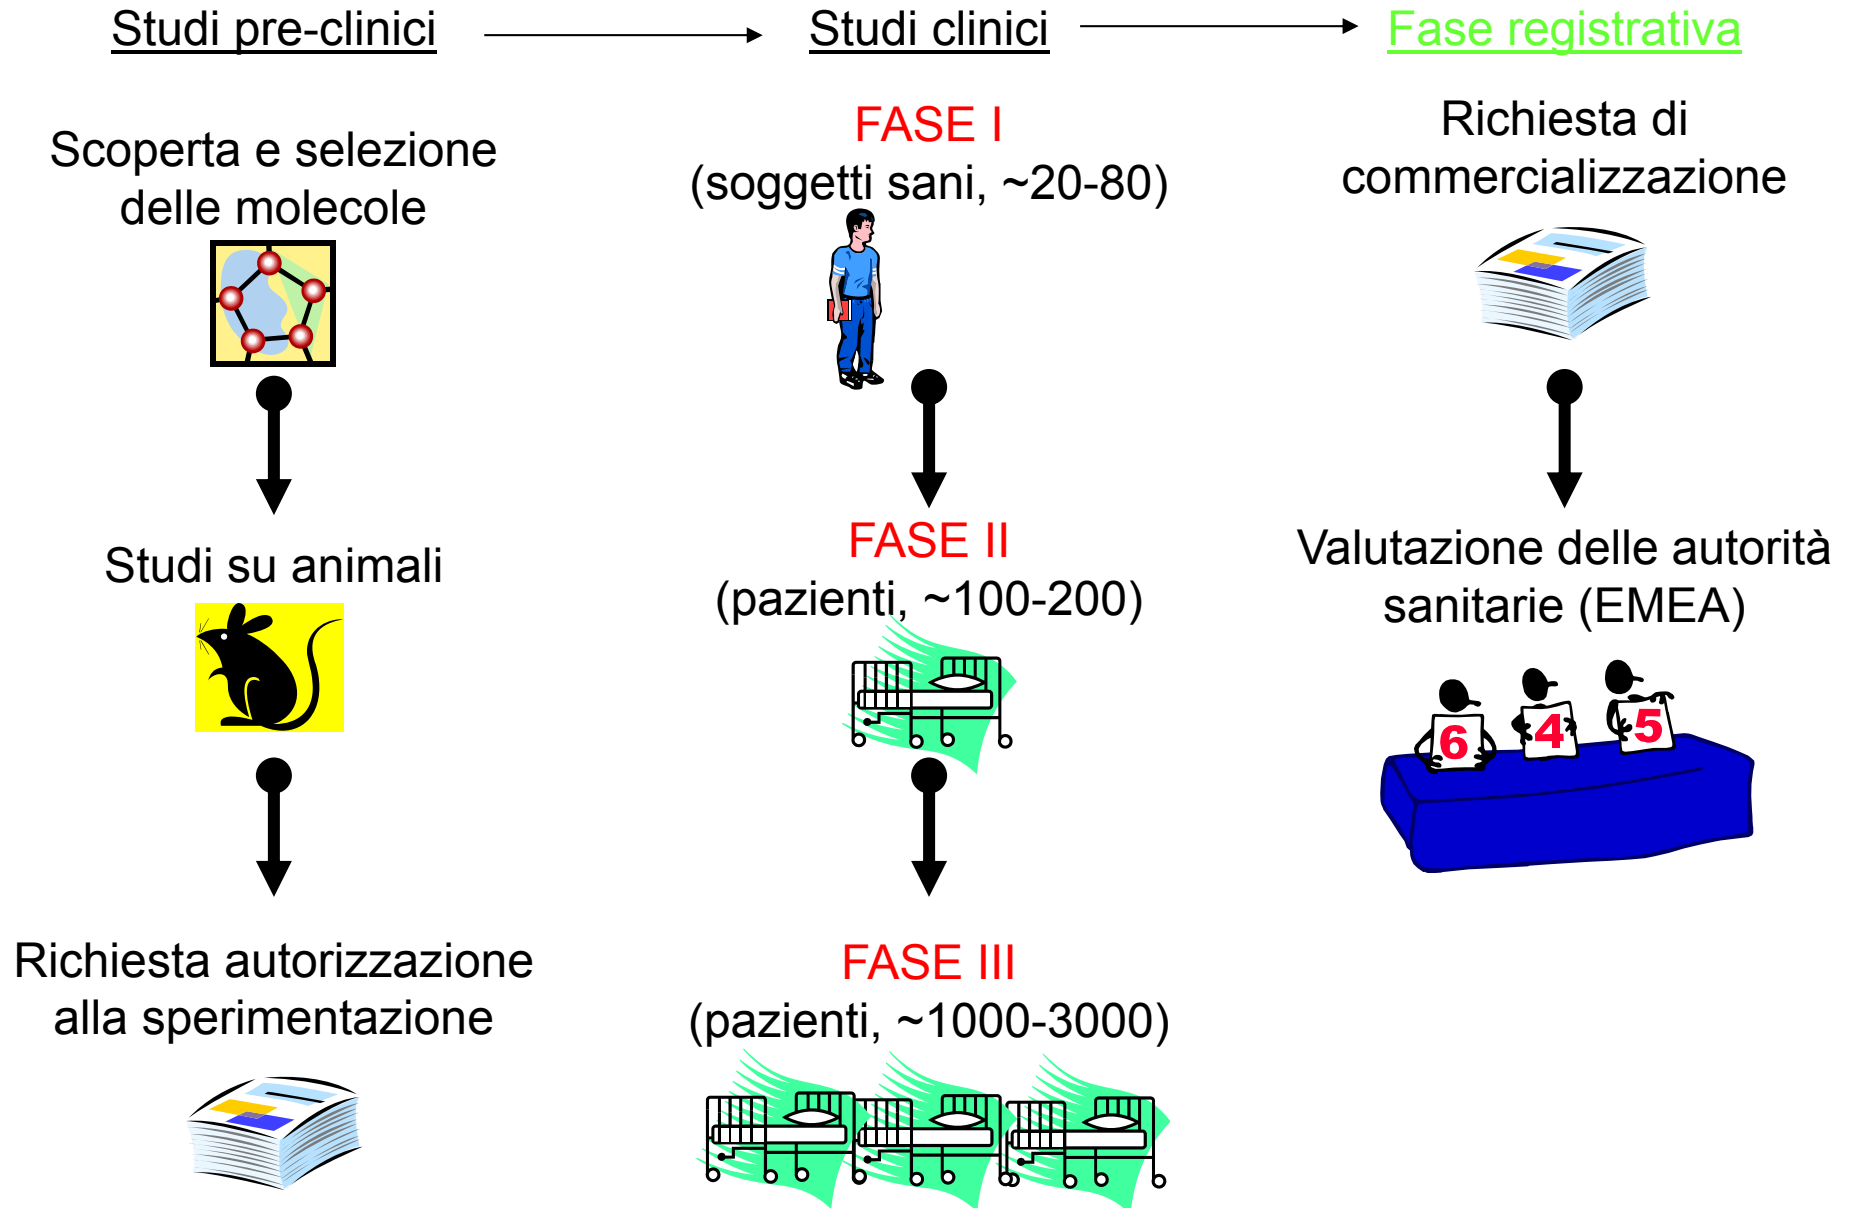 Studi pre-clinici
Studi clinici
Fase registrativa
Scoperta e selezione
delle molecole
Studi su animali
Richiesta autorizzazione
alla sperimentazione
FASE I
(soggetti sani, ~20-80)
FASE II
(pazienti, ~100-200)
FASE III
(pazienti, ~1000-3000)
Richiesta di
commercializzazione
Valutazione delle autorità
sanitarie (EMEA)
6 4 5